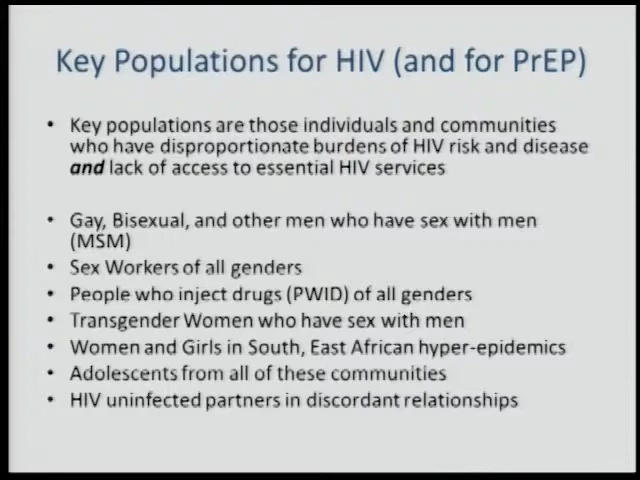 Key Populations for HIV (and for PrEP)
• Key populations are those individuals and communities
who have disproportionate burdens of HIV risk and disease
and lack of access to essential HIV services
• Gay, Bisexual, and other men who have sex with men
(MSM)
• Sex Workers of all genders
• People who inject drugs (PWID) of all genders
• Transgender Women who have sex with men
• Women and Girls in South, East African hyper-epidemics
• Adolescents from all of these communities
• HIV uninfected partners in discordant relationships